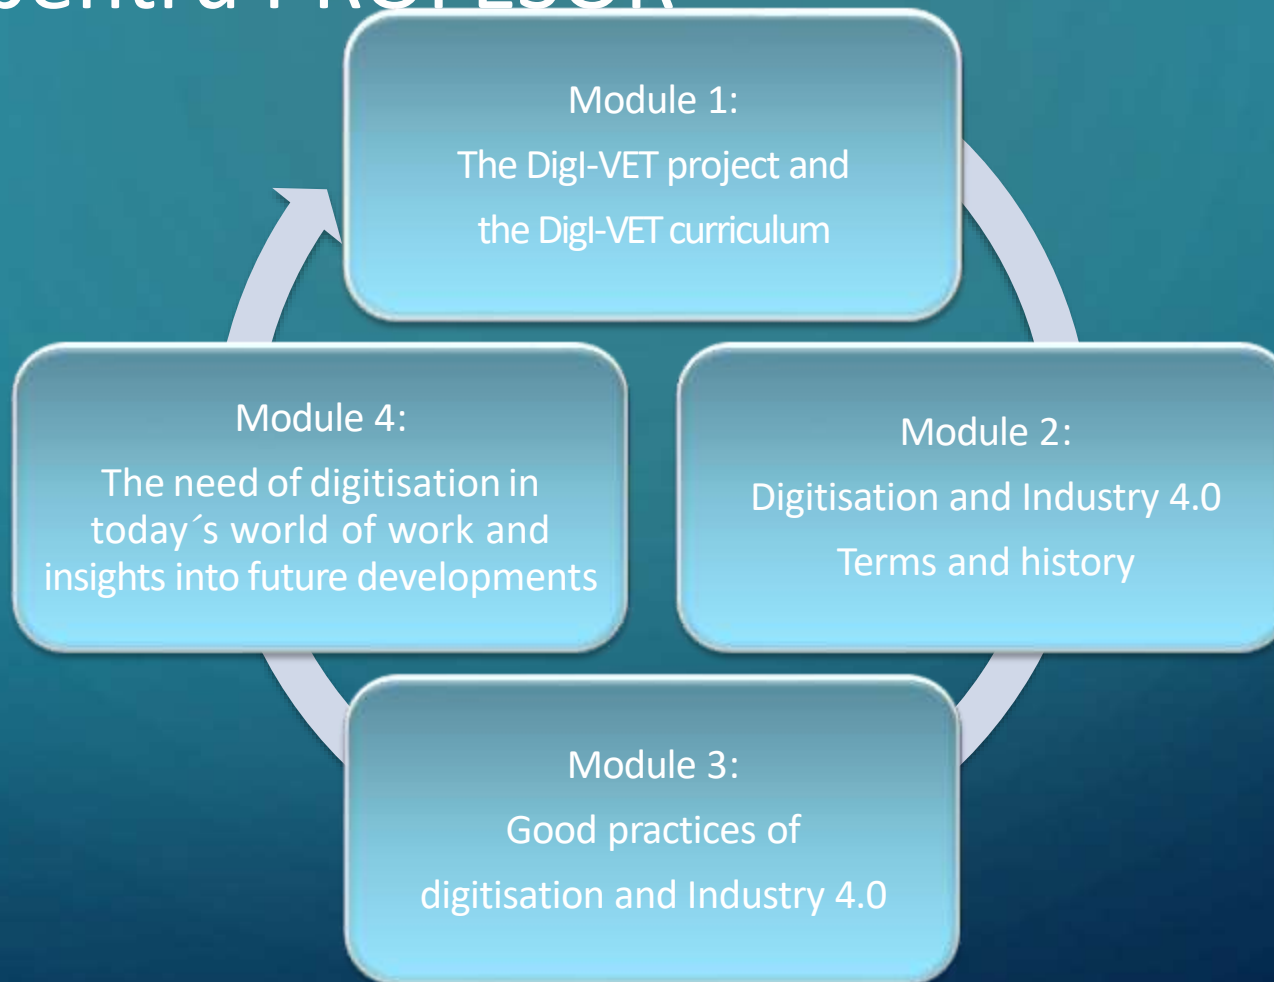 pentru PROFESOR
Module 1:
The DigI-VET project and
the DigI-VET curriculum
Module 4:
The need of digitisation in
today´s world of work and
insights into future developments
Module 2:
Digitisation and Industry 4.0
Terms and history
Module 3:
Good practices of
digitisation and Industry 4.0